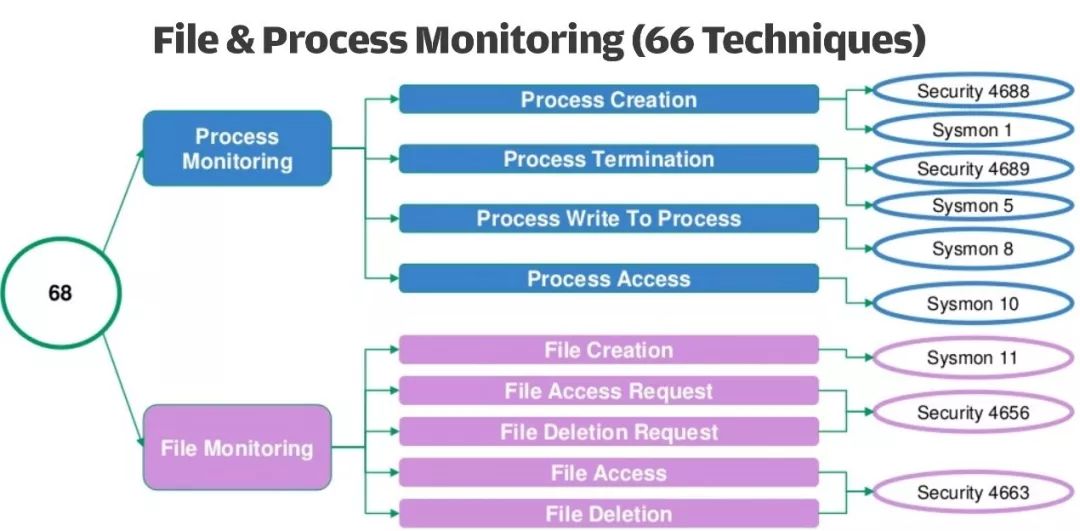 File & Process Monitoring (66 Techniques)
68
Process
Monitoring
Process Creation
Security 4688
Sysmon 1
Process Termination
Security 4689
Sysmon 5
Process Write To Process
Sysmon 8
Process Access
Sysmon 10
File Monitoring
File Creation
Sysmon 11
File Access Request
File Deletion Request
Security 4656
File Access
File Deletion
Security 4663